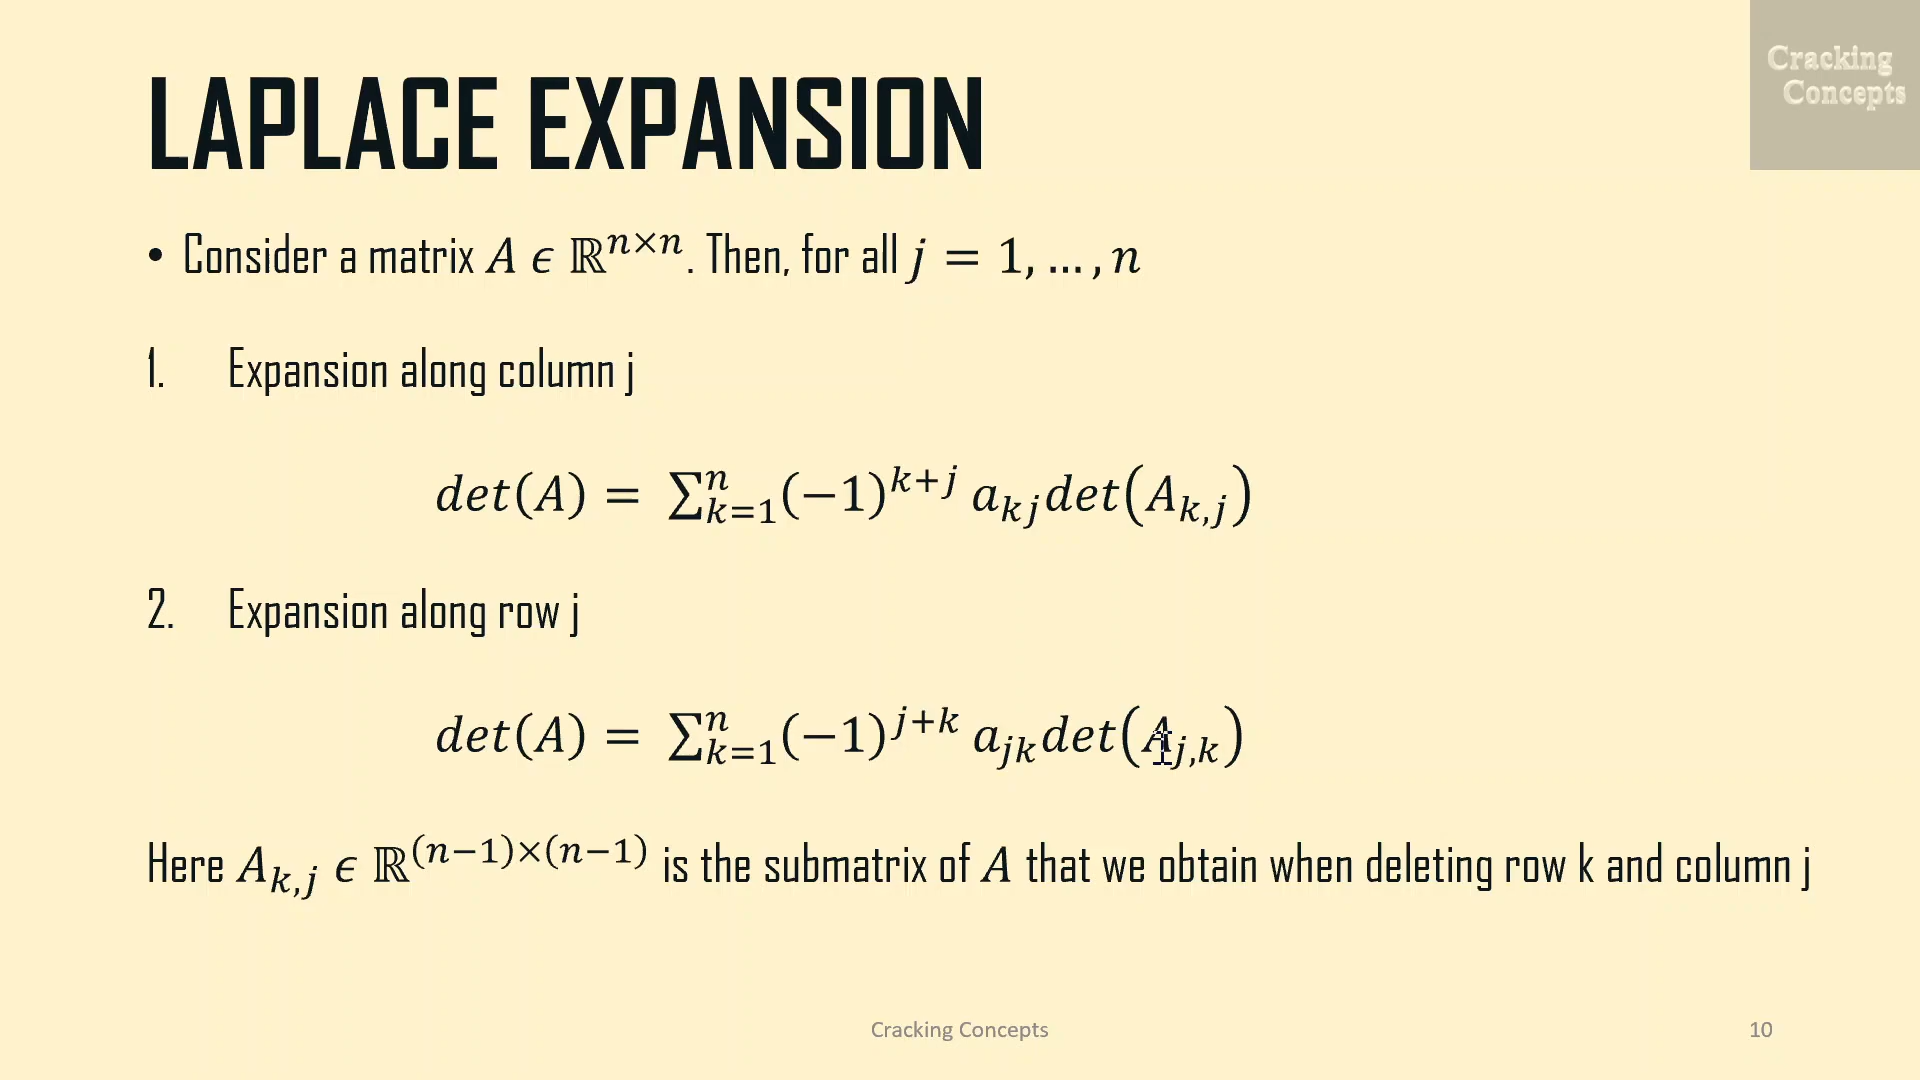 Cracking
Concepts
LAPLACE EXPANSION
• Consider a matrix A ϵ ℝ^{n×n}. Then, for all j = 1, … , n
1. Expansion along column j
det(A) = ∑_{k=1}^{n}(−1)^{k+j} a_{kj}det(A_{k,j})
2. Expansion along row j
det(A) = ∑_{k=1}^{n}(−1)^{j+k} a_{jk}det(A_{j,k})
Here A_{k,j} ϵ ℝ^{(n−1)×(n−1)} is the submatrix of A that we obtain when deleting row k and column j
Cracking Concepts
10